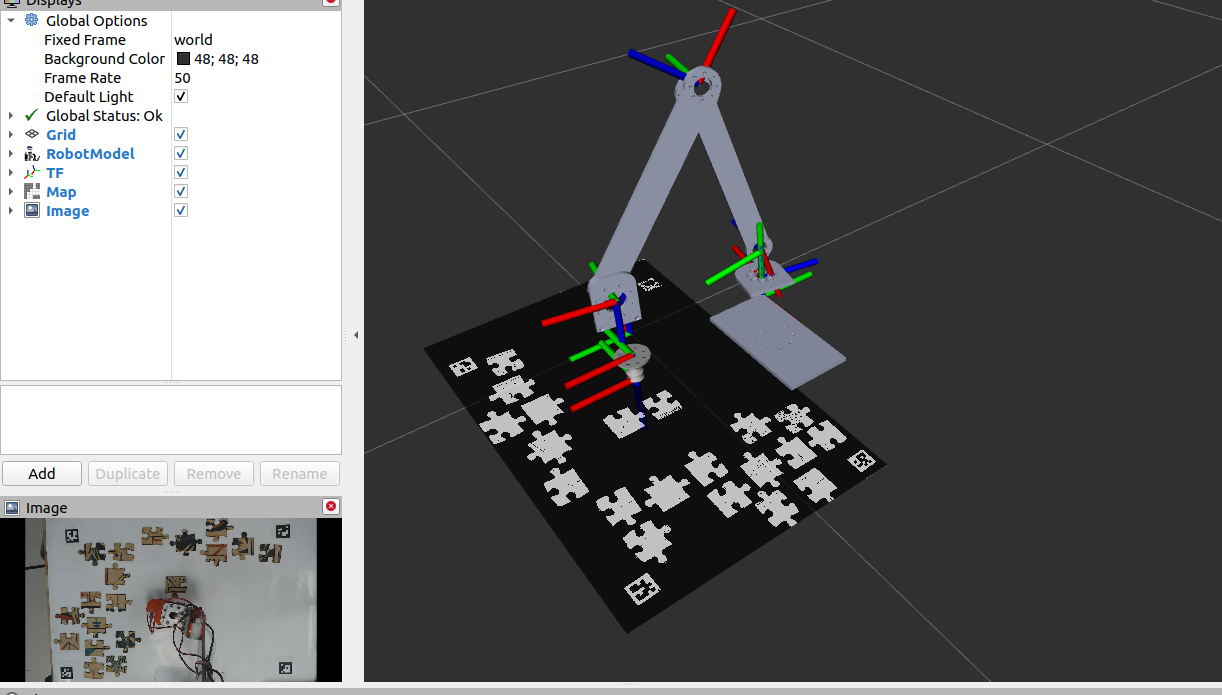 Displays
Global Options
Fixed Frame world
Background Color 48; 48; 48
Frame Rate 50
Default Light
Global Status: Ok
Grid
RobotModel
TF
Map
Image
Add Duplicate Remove Rename
Image